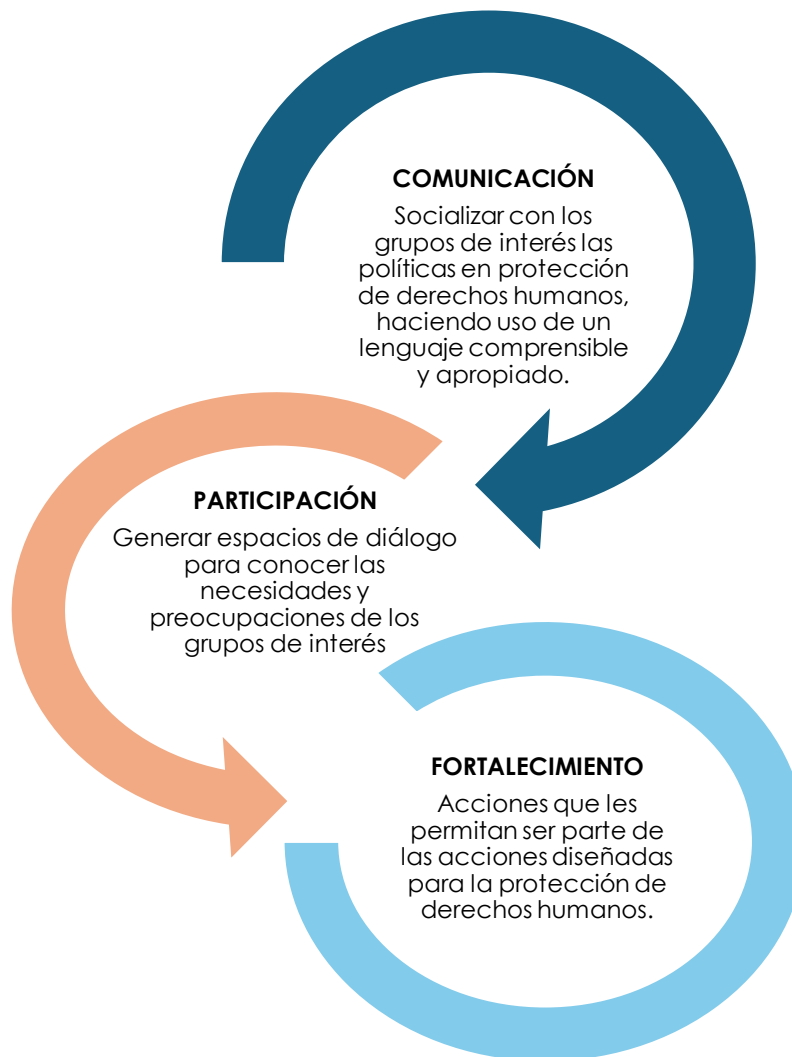 COMUNICACIÓN
Socializar con los
grupos de interés las
políticas en protección
de derechos humanos,
haciendo uso de un
lenguaje comprensible
y apropiado.
PARTICIPACIÓN
Generar espacios de diálogo
para conocer las
necesidades y
preocupaciones de los
grupos de interés
FORTALECIMIENTO
Acciones que les
permitan ser parte de
las acciones diseñadas
para la protección de
derechos humanos.